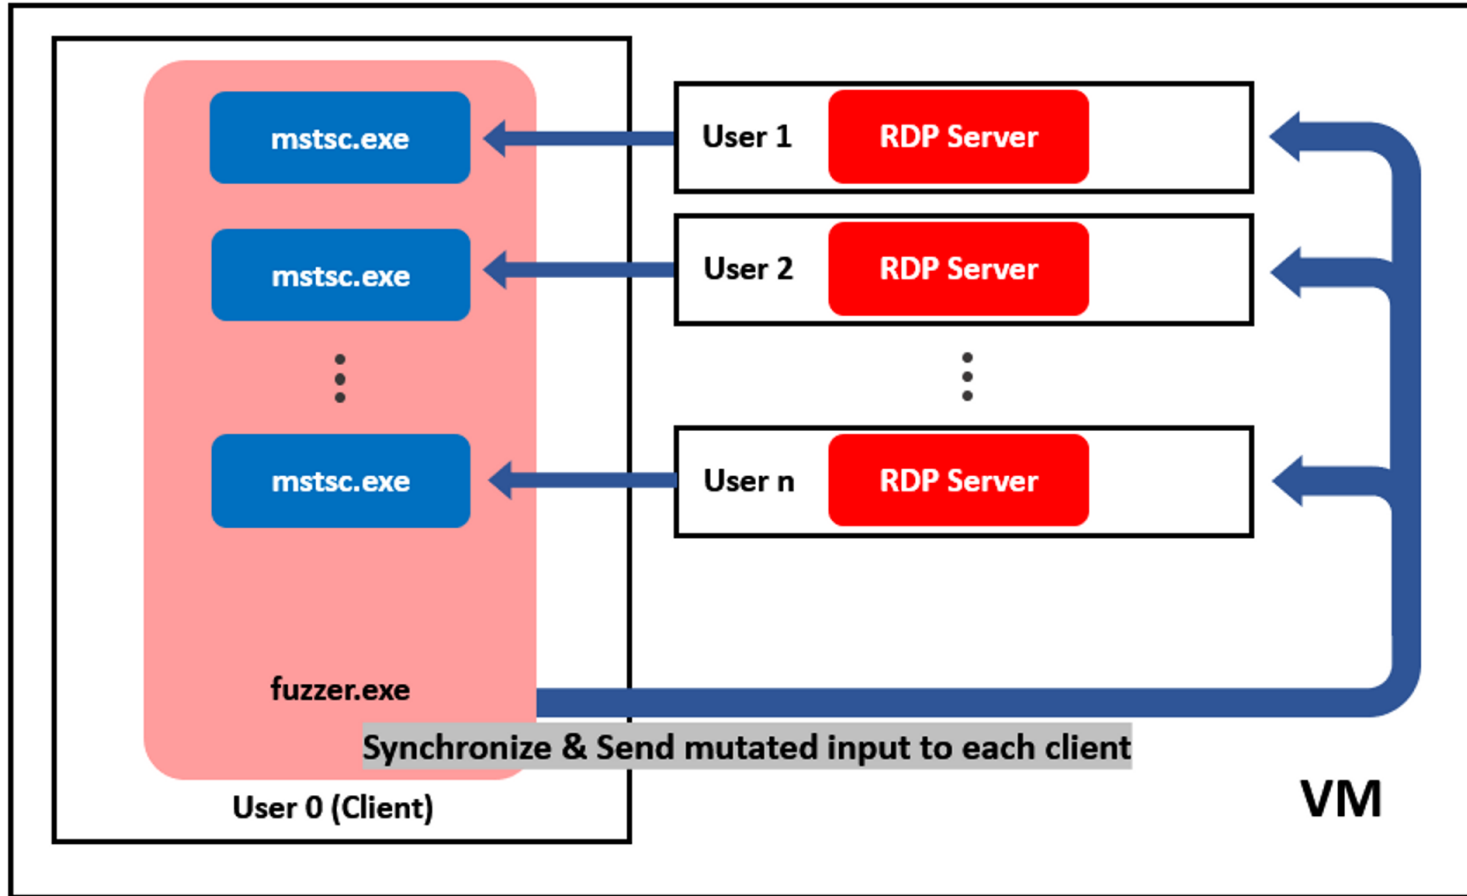 mstsc.exe
User 1
RDP Server
mstsc.exe
User 2
RDP Server
mstsc.exe
User n
RDP Server
fuzzer.exe
Synchronize & Send mutated input to each client
User 0 (Client)
VM